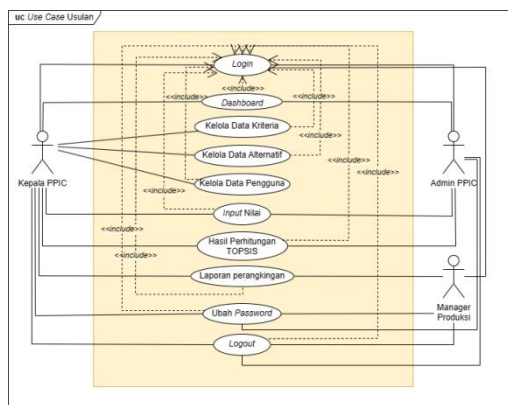 uc Use Case Usulan
Login
<<include>>
Dashboard
<<include>>
<<include>>
Kelola Data Kriteria
Kelola Data Alternatif
<<include>>
Kepala PPIC
Kelola Data Pengguna
<<include>>
<<include>>
Admin PPIC
Input Nilai
<<include>>
<<include>>
Hasil Perhitungan
TOPSIS
<<include>>
Laporan perangkingan
Manager
Produksi
Ubah Password
Logout